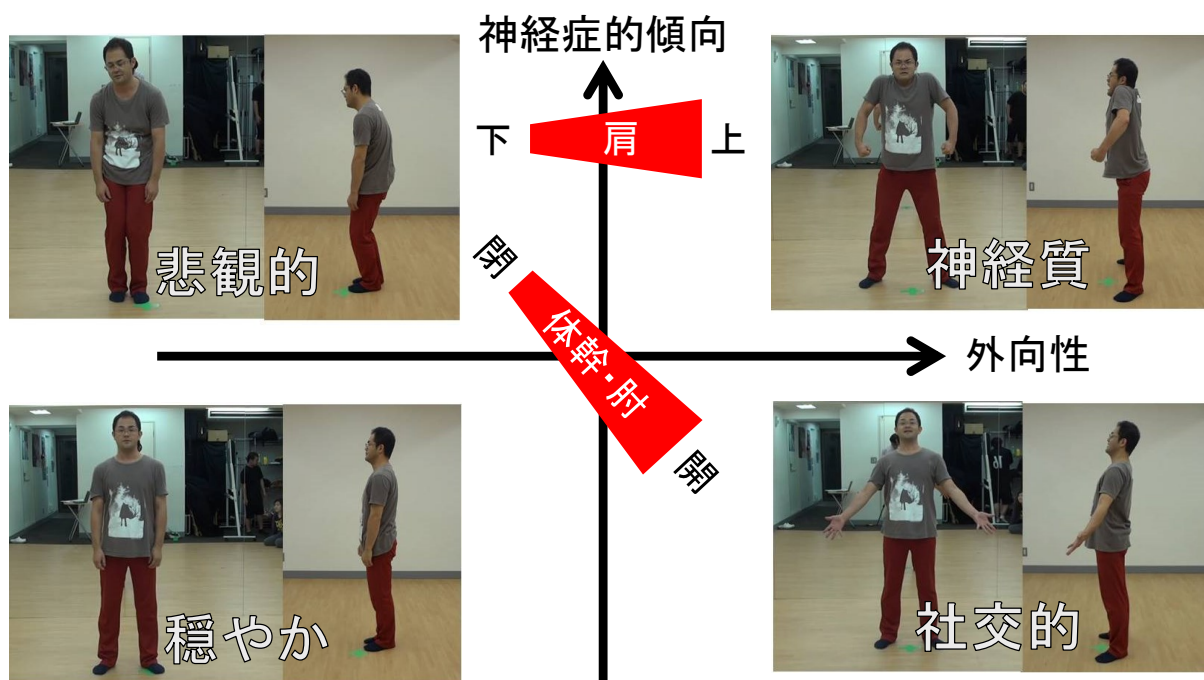 神経症的傾向
下
肩
上
悲観的
神経質
閉
体幹・肘
開
外向性
穏やか
社交的